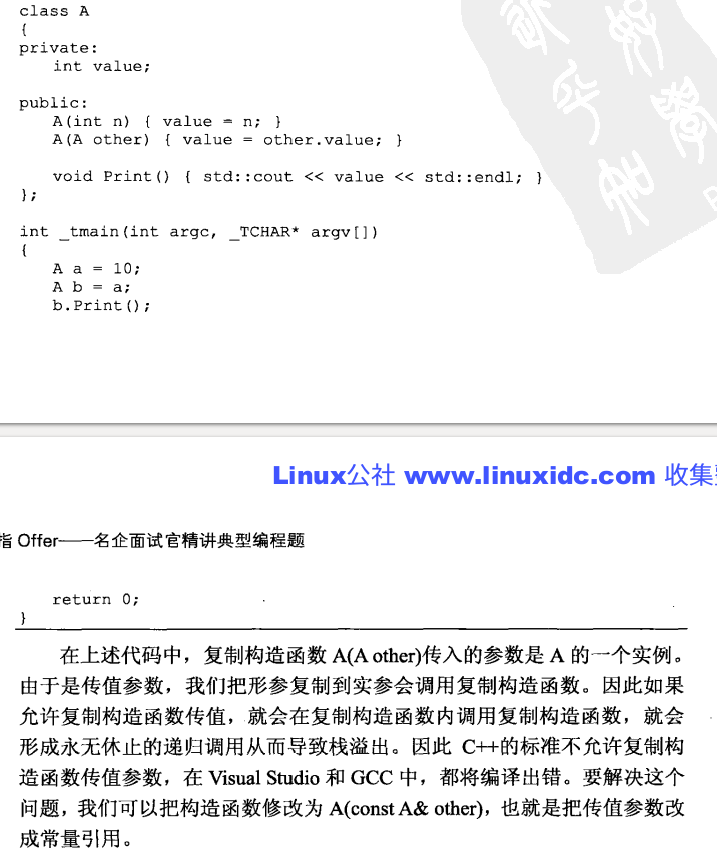 class A
{
private:
int value;
public:
A(int n) { value = n; }
A(A other) { value = other.value; }
void Print() { std::cout << value << std::endl; }
};
int _tmain(int argc, _TCHAR* argv[])
{
A a = 10;
A b = a;
b.Print();
Linux公社 www.linuxidc.com 收集整
指 Offer——名企面试官精讲典型编程题
return 0;
}
在上述代码中，复制构造函数 A(A other)传入的参数是 A 的一个实例。
由于是传值参数，我们把形参复制到实参会调用复制构造函数。因此如果
允许复制构造函数传值，就会在复制构造函数内调用复制构造函数，就会
形成永无休止的递归调用从而导致栈溢出。因此 C++的标准不允许复制构
造函数传值参数，在 Visual Studio 和 GCC 中，都将编译出错。要解决这个
问题，我们可以把构造函数修改为 A(const A& other)，也就是把传值参数改
成常量引用。